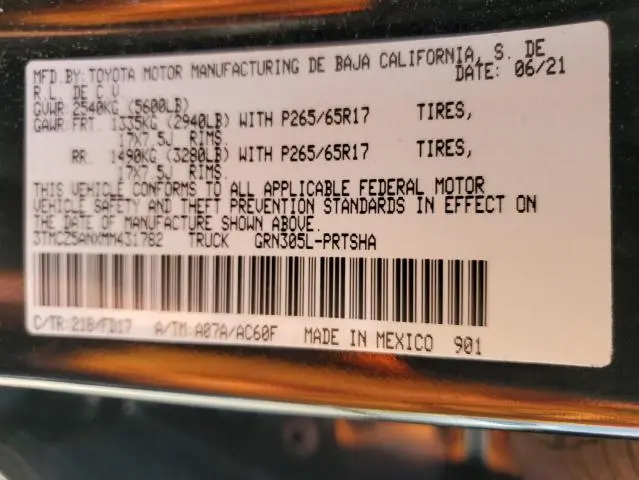 MFD.BY:TOYOTA MOTOR MANUFACTURING DE BAJA CALIFORNIA, S. DE
R.L. DE C.V. DATE: 06/21
GVWR:2540KG (5600LB)
GAWR:FRT. 1335KG (2940LB) WITH P265/65R17 TIRES,
17X7.5J RIMS.
RR. 1490KG (3280LB) WITH P265/65R17 TIRES,
17X7.5J RIMS.
THIS VEHICLE CONFORMS TO ALL APPLICABLE FEDERAL MOTOR
VEHICLE SAFETY AND THEFT PREVENTION STANDARDS IN EFFECT ON
THE DATE OF MANUFACTURE SHOWN ABOVE.
3TMCZ5ANXMM431782 TRUCK GRN305L-PRTSHA
C/TR:218/FD17 A/TM:A07A/AC60F MADE IN MEXICO 901